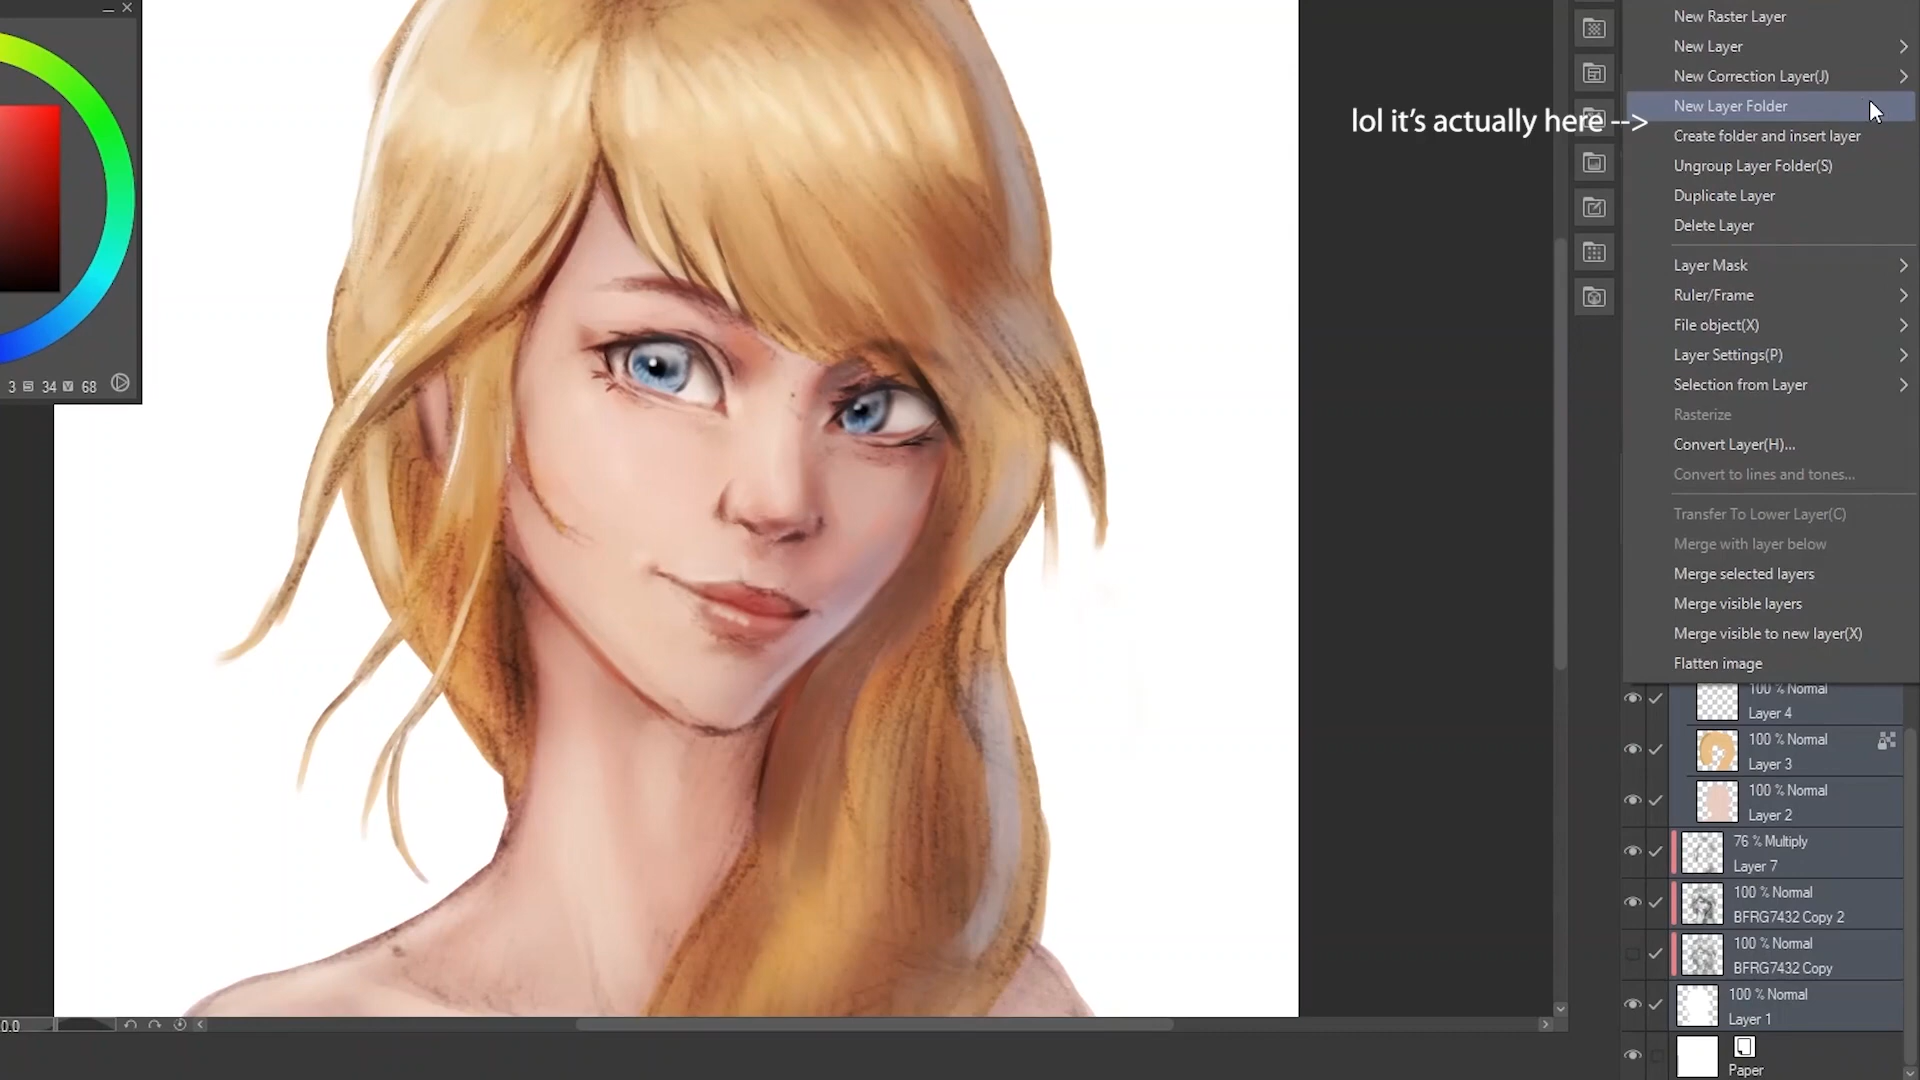 New Raster Layer
New Layer
New Correction Layer(J)
New Layer Folder
lol it's actually here -->
Create folder and insert layer
Ungroup Layer Folder(S)
Duplicate Layer
Delete Layer
Layer Mask
Ruler/Frame
File object(X)
Layer Settings(P)
Selection from Layer
Rasterize
Convert Layer(H)...
Convert to lines and tones...
Transfer To Lower Layer(C)
Merge with layer below
Merge selected layers
Merge visible layers
Merge visible to new layer(X)
Flatten image
3 S 34 V 68
100 % Normal
Layer 4
100 % Normal
Layer 3
100 % Normal
Layer 2
76 % Multiply
Layer 7
100 % Normal
BFRG7432 Copy 2
100 % Normal
BFRG7432 Copy
100 % Normal
Layer 1
Paper
0.0